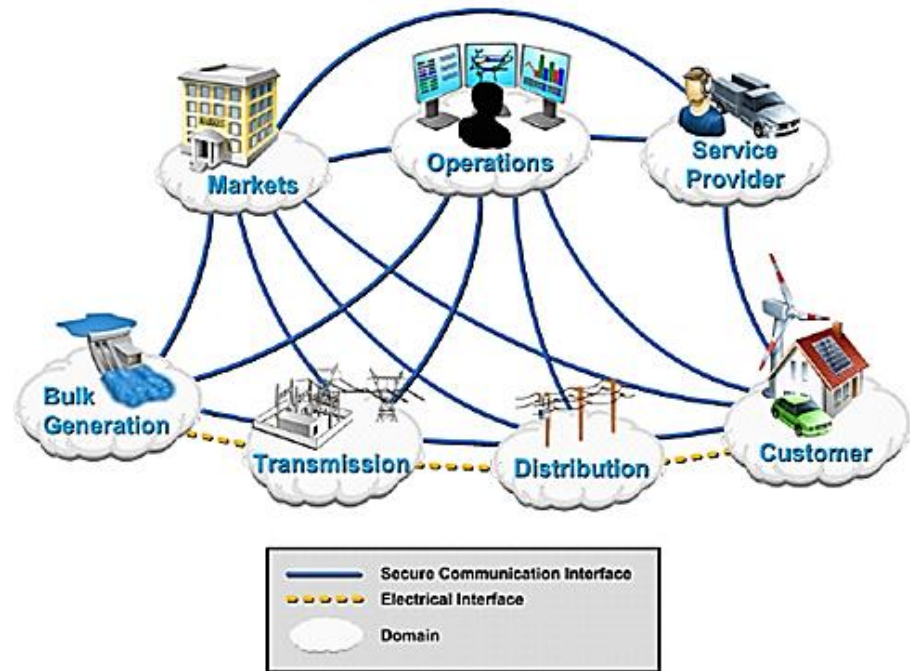 Markets
Operations
Service
Provider
Bulk
Generation
Transmission
Distribution
Customer
Secure Communication Interface
Electrical Interface
Domain